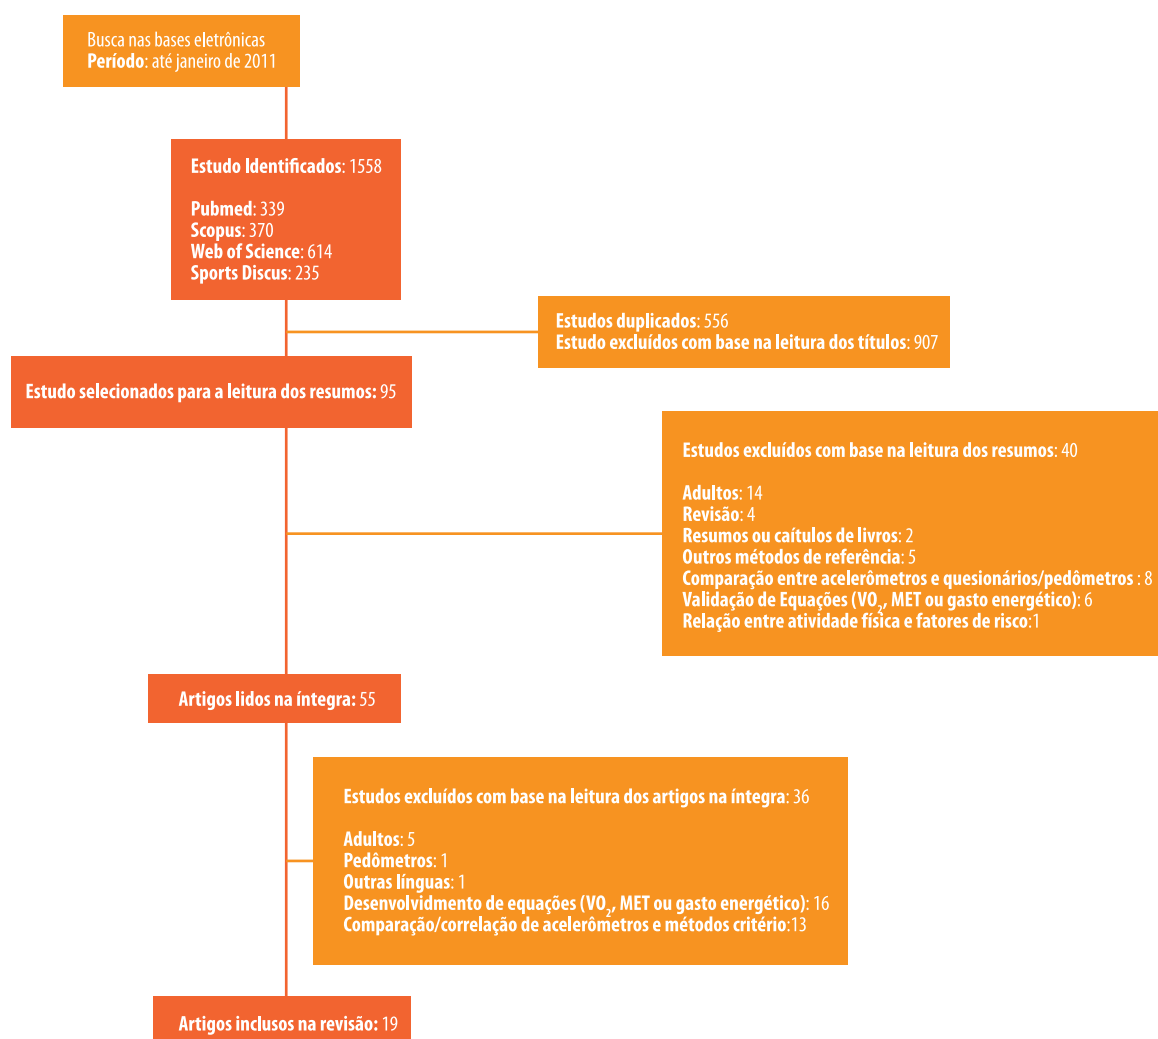 Busca nas bases eletrônicas
Período: até janeiro de 2011
Estudo Identificados: 1558
Pubmed: 339
Scopus: 370
Web of Science: 614
Sports Discus: 235
Estudos duplicados: 556
Estudo excluídos com base na leitura dos títulos: 907
Estudo selecionados para a leitura dos resumos: 95
Estudos excluídos com base na leitura dos resumos: 40
Adultos: 14
Revisão: 4
Resumos ou caítulos de livros: 2
Outros métodos de referência: 5
Comparação entre acelerômetros e quesionários/pedômetros : 8
Validação de Equações (VO2, MET ou gasto energético): 6
Relação entre atividade física e fatores de risco:1
Artigos lidos na íntegra: 55
Estudos excluídos com base na leitura dos artigos na íntegra: 36
Adultos: 5
Pedômetros: 1
Outras línguas: 1
Desenvolvidmento de equações (VO2, MET ou gasto energético): 16
Comparação/correlação de acelerômetros e métodos critério:13
Artigos inclusos na revisão: 19